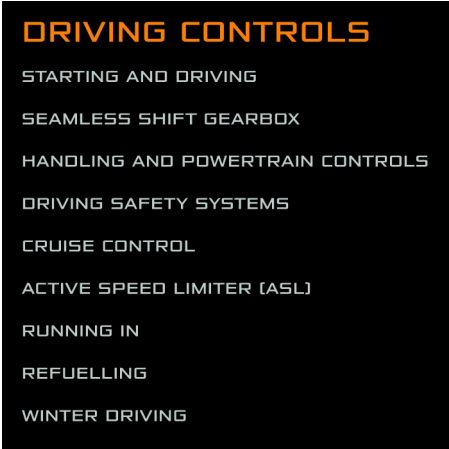 DRIVING CONTROLS
STARTING AND DRIVING
SEAMLESS SHIFT GEARBOX
HANDLING AND POWERTRAIN CONTROLS
DRIVING SAFETY SYSTEMS
CRUISE CONTROL
ACTIVE SPEED LIMITER (ASL)
RUNNING IN
REFUELLING
WINTER DRIVING